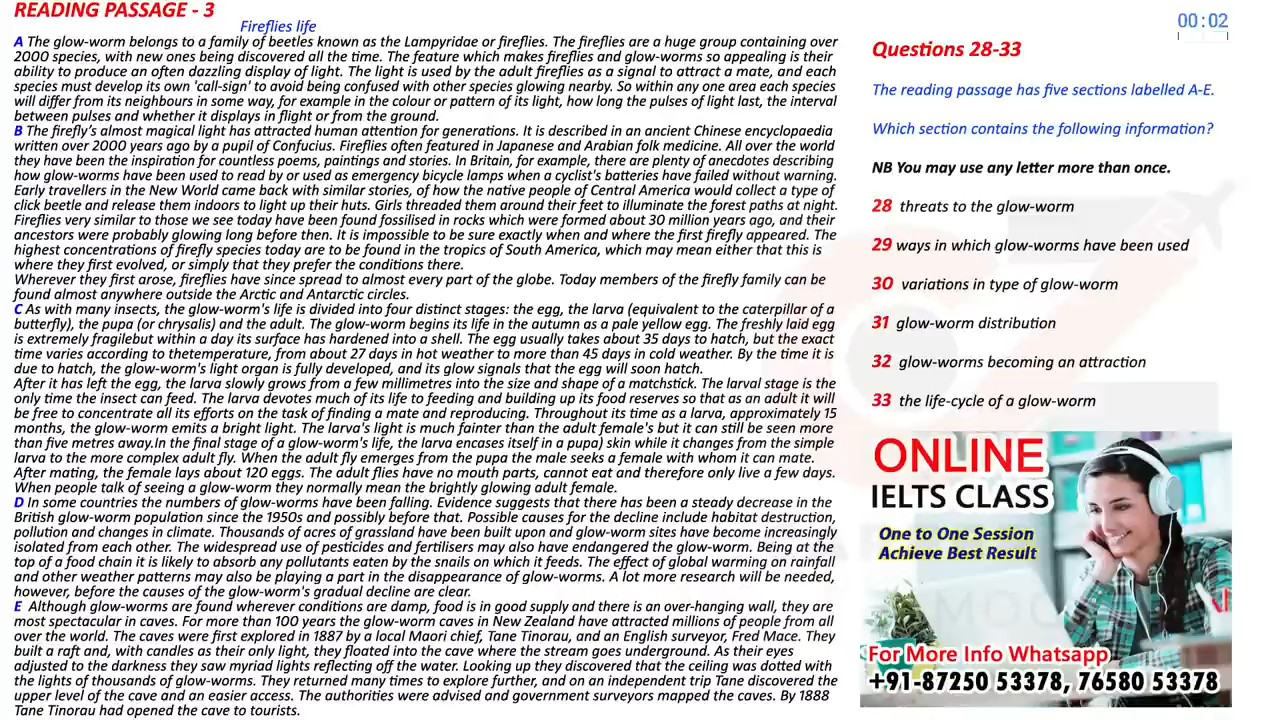 READING PASSAGE - 3
Fireflies life
A The glow-worm belongs to a family of beetles known as the Lampyridae or fireflies. The fireflies are a huge group containing over
2000 species, with new ones being discovered all the time. The feature which makes fireflies and glow-worms so appealing is their
ability to produce an often dazzling display of light. The light is used by the adult fireflies as a signal to attract a mate, and each
species must develop its own 'call-sign' to avoid being confused with other species glowing nearby. So within any one area each species
will differ from its neighbours in some way, for example in the colour or pattern of its light, how long the pulses of light last, the interval
between pulses and whether it displays in flight or from the ground.
B The firefly's almost magical light has attracted human attention for generations. It is described in an ancient Chinese encyclopaedia
written over 2000 years ago by a pupil of Confucius. Fireflies often featured in Japanese and Arabian folk medicine. All over the world
they have been the inspiration for countless poems, paintings and stories. In Britain, for example, there are plenty of anecdotes describing
how glow-worms have been used to read by or used as emergency bicycle lamps when a cyclist's batteries have failed without warning.
Early travellers in the New World came back with similar stories, of how the native people of Central America would collect a type of
click beetle and release them indoors to light up their huts. Girls threaded them around their feet to illuminate the forest paths at night.
Fireflies very similar to those we see today have been found fossilised in rocks which were formed about 30 million years ago, and their
ancestors were probably glowing long before then. It is impossible to be sure exactly when and where the first firefly appeared. The
highest concentrations of firefly species today are to be found in the tropics of South America, which may mean either that this is
where they first evolved, or simply that they prefer the conditions there.
Wherever they first arose, fireflies have since spread to almost every part of the globe. Today members of the firefly family can be
found almost anywhere outside the Arctic and Antarctic circles.
C As with many insects, the glow-worm's life is divided into four distinct stages: the egg, the larva (equivalent to the caterpillar of a
butterfly), the pupa (or chrysalis) and the adult. The glow-worm begins its life in the autumn as a pale yellow egg. The freshly laid egg
is extremely fragilebut within a day its surface has hardened into a shell. The egg usually takes about 35 days to hatch, but the exact
time varies according to thetemperature, from about 27 days in hot weather to more than 45 days in cold weather. By the time it is
due to hatch, the glow-worm's light organ is fully developed, and its glow signals that the egg will soon hatch.
After it has left the egg, the larva slowly grows from a few millimetres into the size and shape of a matchstick. The larval stage is the
only time the insect can feed. The larva devotes much of its life to feeding and building up its food reserves so that as an adult it will
be free to concentrate all its efforts on the task of finding a mate and reproducing. Throughout its time as a larva, approximately 15
months, the glow-worm emits a bright light. The larva's light is much fainter than the adult female's but it can still be seen more
than five metres away.In the final stage of a glow-worm's life, the larva encases itself in a pupa) skin while it changes from the simple
larva to the more complex adult fly. When the adult fly emerges from the pupa the male seeks a female with whom it can mate.
After mating, the female lays about 120 eggs. The adult flies have no mouth parts, cannot eat and therefore only live a few days.
When people talk of seeing a glow-worm they normally mean the brightly glowing adult female.
D In some countries the numbers of glow-worms have been falling. Evidence suggests that there has been a steady decrease in the
British glow-worm population since the 1950s and possibly before that. Possible causes for the decline include habitat destruction,
pollution and changes in climate. Thousands of acres of grassland have been built upon and glow-worm sites have become increasingly
isolated from each other. The widespread use of pesticides and fertilisers may also have endangered the glow-worm. Being at the
top of a food chain it is likely to absorb any pollutants eaten by the snails on which it feeds. The effect of global warming on rainfall
and other weather patterns may also be playing a part in the disappearance of glow-worms. A lot more research will be needed,
however, before the causes of the glow-worm's gradual decline are clear.
E Although glow-worms are found wherever conditions are damp, food is in good supply and there is an over-hanging wall, they are
most spectacular in caves. For more than 100 years the glow-worm caves in New Zealand have attracted millions of people from all
over the world. The caves were first explored in 1887 by a local Maori chief, Tane Tinorau, and an English surveyor, Fred Mace. They
built a raft and, with candles as their only light, they floated into the cave where the stream goes underground. As their eyes
adjusted to the darkness they saw myriad lights reflecting off the water. Looking up they discovered that the ceiling was dotted with
the lights of thousands of glow-worms. They returned many times to explore further, and on an independent trip Tane discovered the
upper level of the cave and an easier access. The authorities were advised and government surveyors mapped the caves. By 1888
Tane Tinorau had opened the cave to tourists.
00:02
Questions 28-33
The reading passage has five sections labelled A-E.
Which section contains the following information?
NB You may use any letter more than once.
28 threats to the glow-worm
29 ways in which glow-worms have been used
30 variations in type of glow-worm
31 glow-worm distribution
32 glow-worms becoming an attraction
33 the life-cycle of a glow-worm
ONLINE
IELTS CLASS
One to One Session
Achieve Best Result
For More Info Whatsapp
+91-87250 53378, 76580 53378